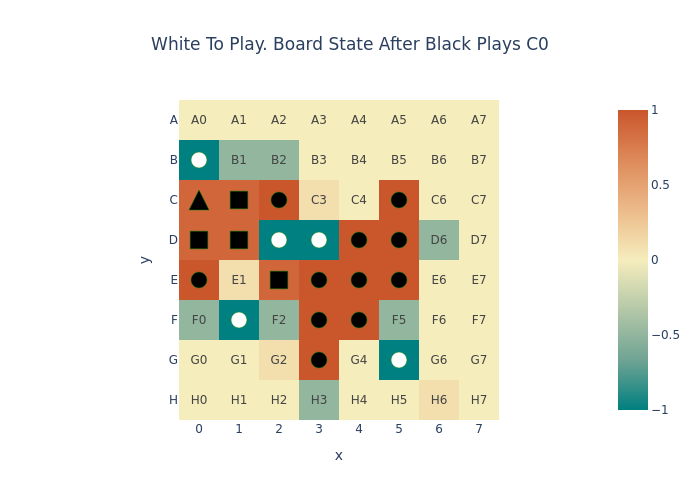 White To Play. Board State After Black Plays C0
A A0 A1 A2 A3 A4 A5 A6 A7
B B1 B2 B3 B4 B5 B6 B7
C C3 C4 C6 C7
D D6 D7
E E1 E6 E7
F F0 F2 F5 F6 F7
G G0 G1 G2 G4 G6 G7
H H0 H1 H2 H3 H4 H5 H6 H7
0 1 2 3 4 5 6 7
x
y
1
0.5
0
−0.5
−1